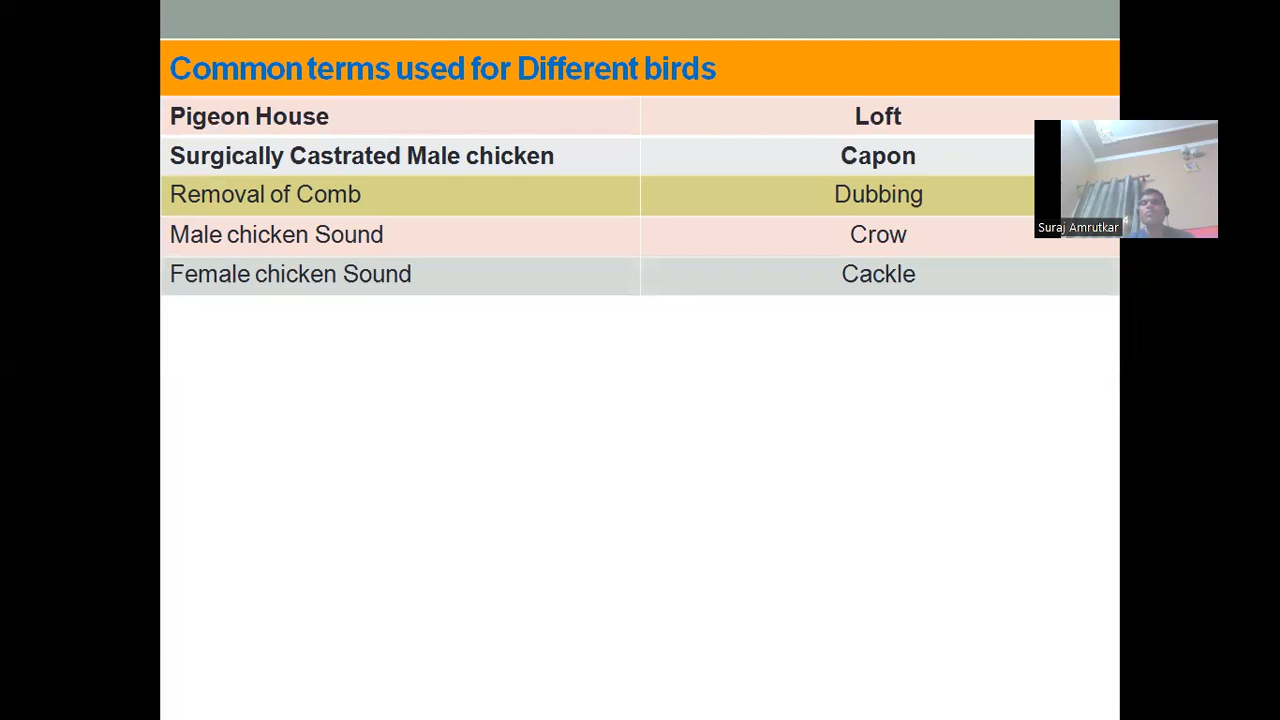 Common terms used for Different birds
Pigeon House Loft
Surgically Castrated Male chicken Capon
Removal of Comb Dubbing
Male chicken Sound Crow
Female chicken Sound Cackle
Suraj Amrutkar